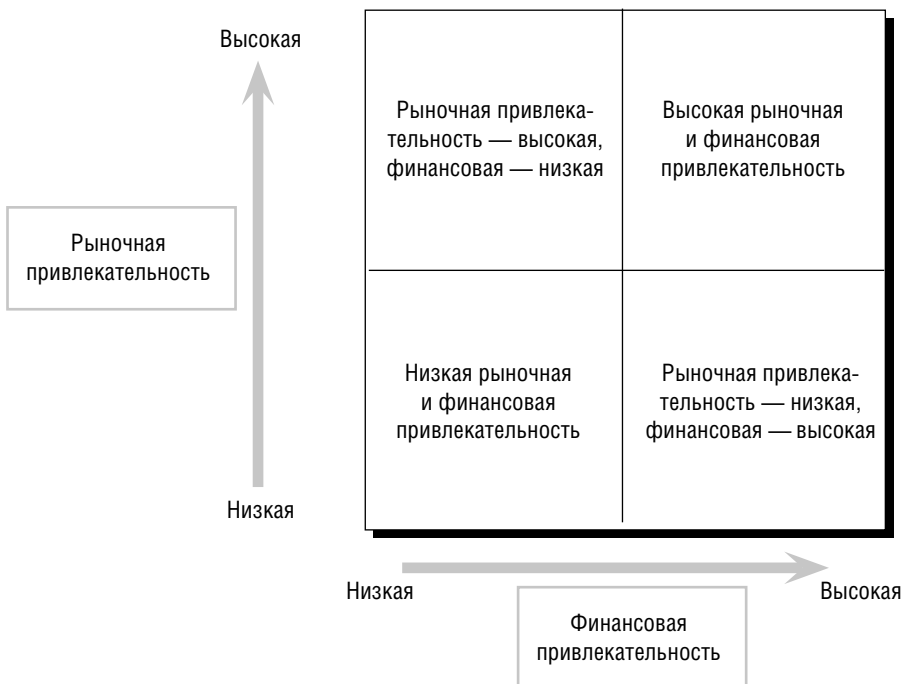 Высокая
Рыночная привлека-
тельность — высокая,
финансовая — низкая
Высокая рыночная
и финансовая
привлекательность
Рыночная
привлекательность
Низкая рыночная
и финансовая
привлекательность
Рыночная привлека-
тельность — низкая,
финансовая — высокая
Низкая
Низкая
Высокая
Финансовая
привлекательность